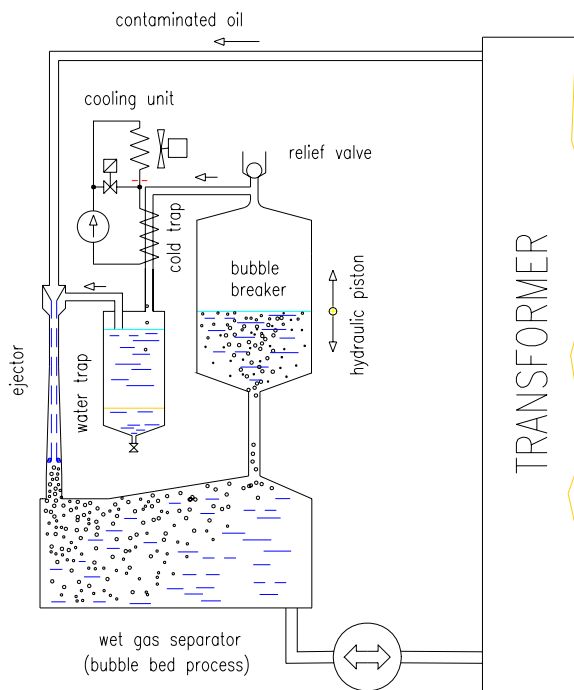 contaminated oil
cooling unit
relief valve
cold trap
bubble
breaker
hydraulic piston
TRANSFORMER
ejector
water trap
wet gas separator
(bubble bed process)